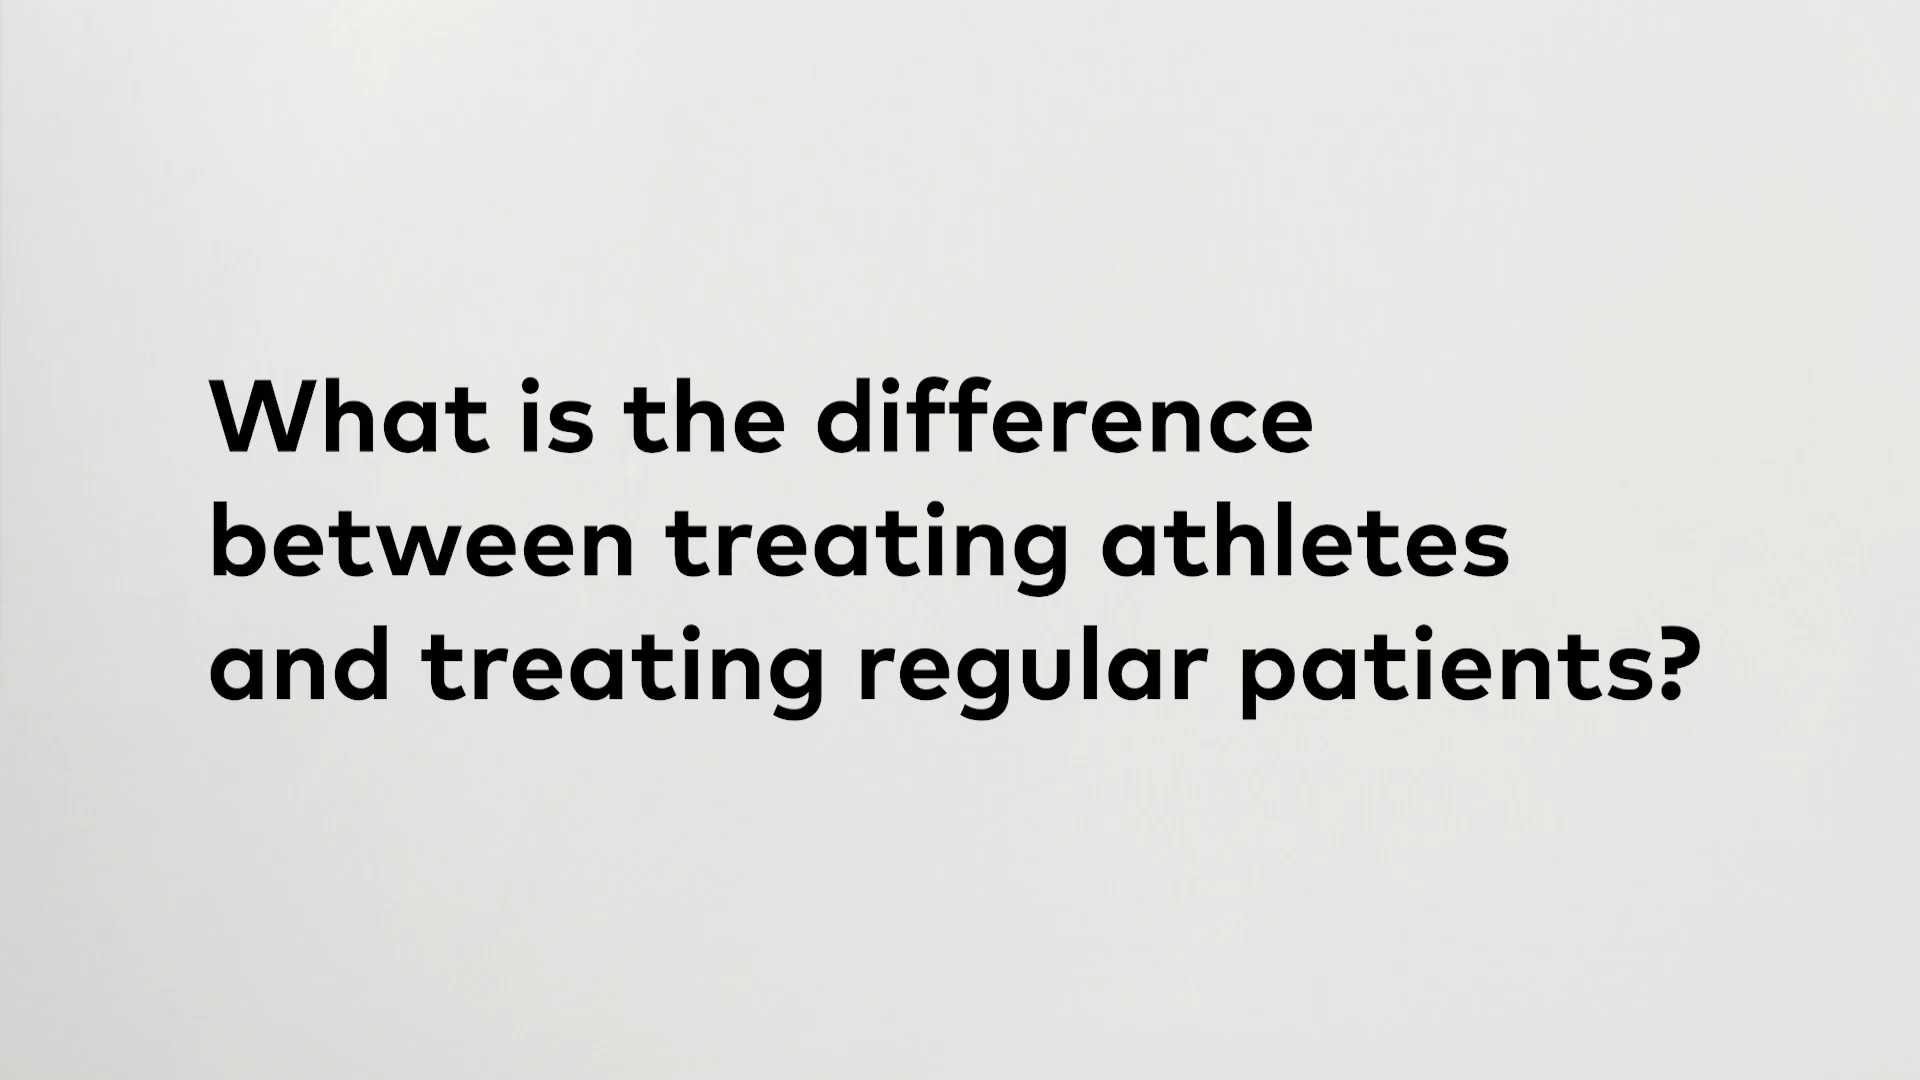 What is the difference
between treating athletes
and treating regular patients?